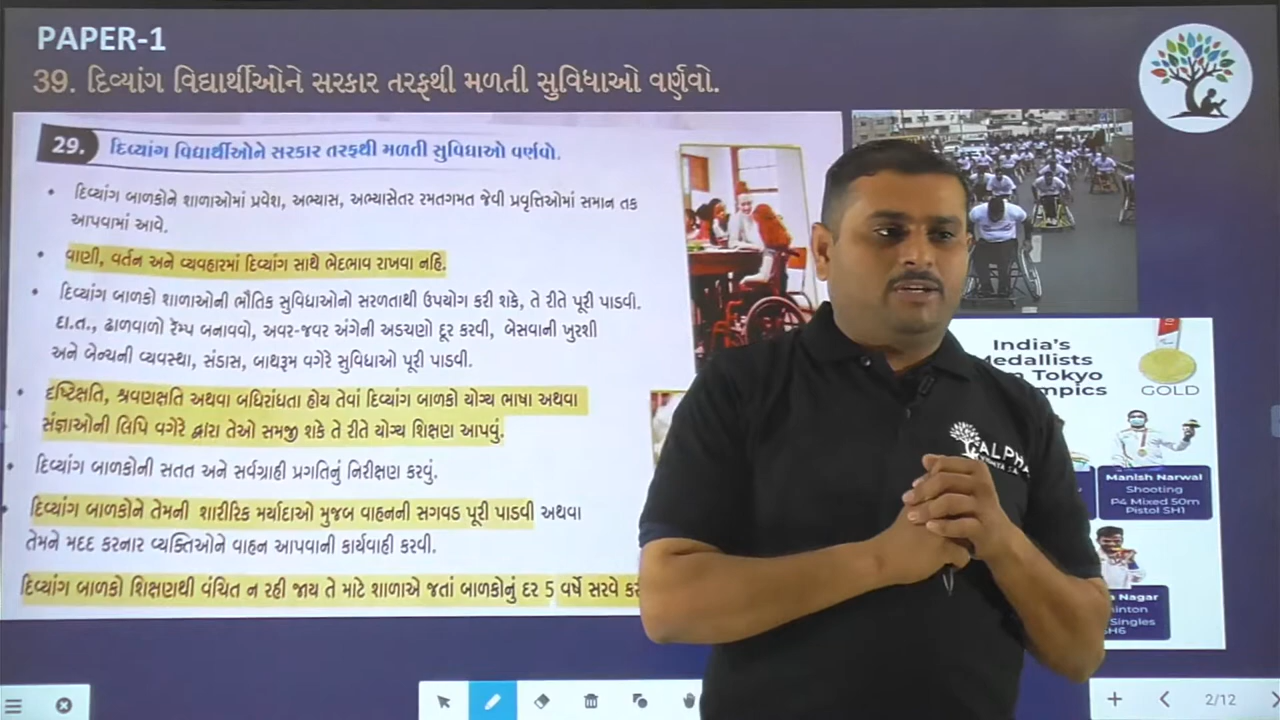 PAPER-1
39. દિવ્યાંગ વિદ્યાર્થીઓને સરકાર તરફથી મળતી સુવિધાઓ વર્ણવો.
29. દિવ્યાંગ વિદ્યાર્થીઓને સરકાર તરફથી મળતી સુવિધાઓ વર્ણવો.
• દિવ્યાંગ બાળકોને શાળાઓમાં પ્રવેશ, અભ્યાસ, અભ્યાસેતર રમતગમત જેવી પ્રવૃત્તિઓમાં સમાન તક
આપવામાં આવે.
• વાણી, વર્તન અને વ્યવહારમાં દિવ્યાંગ સાથે ભેદભાવ રાખવા નહિ.
• દિવ્યાંગ બાળકો શાળાઓની ભૌતિક સુવિધાઓનો સરળતાથી ઉપયોગ કરી શકે, તે રીતે પૂરી પાડવી.
દા.ત., ઢાળવાળો રૅમ્પ બનાવવો, અવર-જવર અંગેની અડચણો દૂર કરવી, બેસવાની ખુરશી
અને બેન્ચની વ્યવસ્થા, સંડાસ, બાથરૂમ વગેરે સુવિધાઓ પૂરી પાડવી.
• દૃષ્ટિક્ષતિ, શ્રવણક્ષતિ અથવા બધિરાંધતા હોય તેવાં દિવ્યાંગ બાળકો યોગ્ય ભાષા અથવા
સંજ્ઞાઓની લિપિ વગેરે દ્વારા તેઓ સમજી શકે તે રીતે યોગ્ય શિક્ષણ આપવું.
• દિવ્યાંગ બાળકોની સતત અને સર્વગ્રાહી પ્રગતિનું નિરીક્ષણ કરવું.
• દિવ્યાંગ બાળકોને તેમની શારીરિક મર્યાદાઓ મુજબ વાહનની સગવડ પૂરી પાડવી અથવા
તેમને મદદ કરનાર વ્યક્તિઓને વાહન આપવાની કાર્યવાહી કરવી.
દિવ્યાંગ બાળકો શિક્ષણથી વંચિત ન રહી જાય તે માટે શાળાએ જતાં બાળકોનું દર 5 વર્ષે સરવે
India's
Medallists
Tokyo
GOLD
Manish Narwal
Shooting
P4 Mixed 50m
Pistol SH1
Nagar
Singles
SH6
ALPHA
2/12